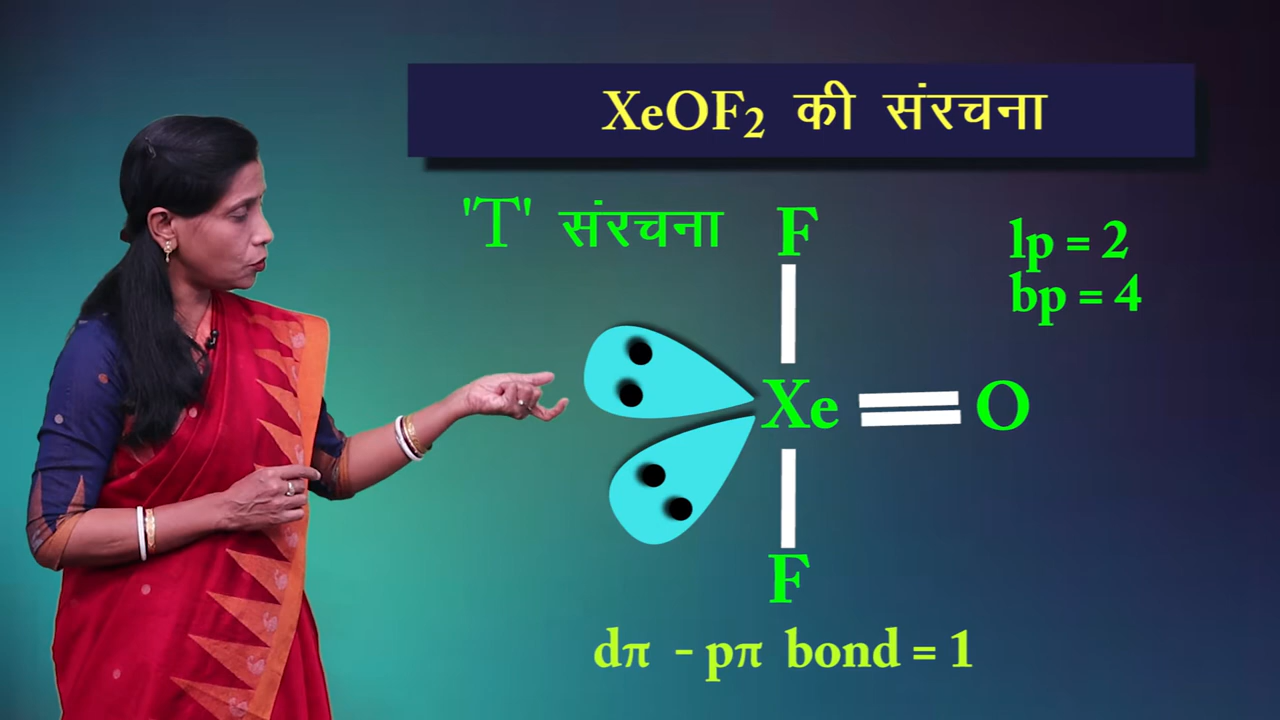 XeOF₂ की संरचना
'T' संरचना
lp = 2
bp = 4
F
Xe = O
F
dπ - pπ bond = 1